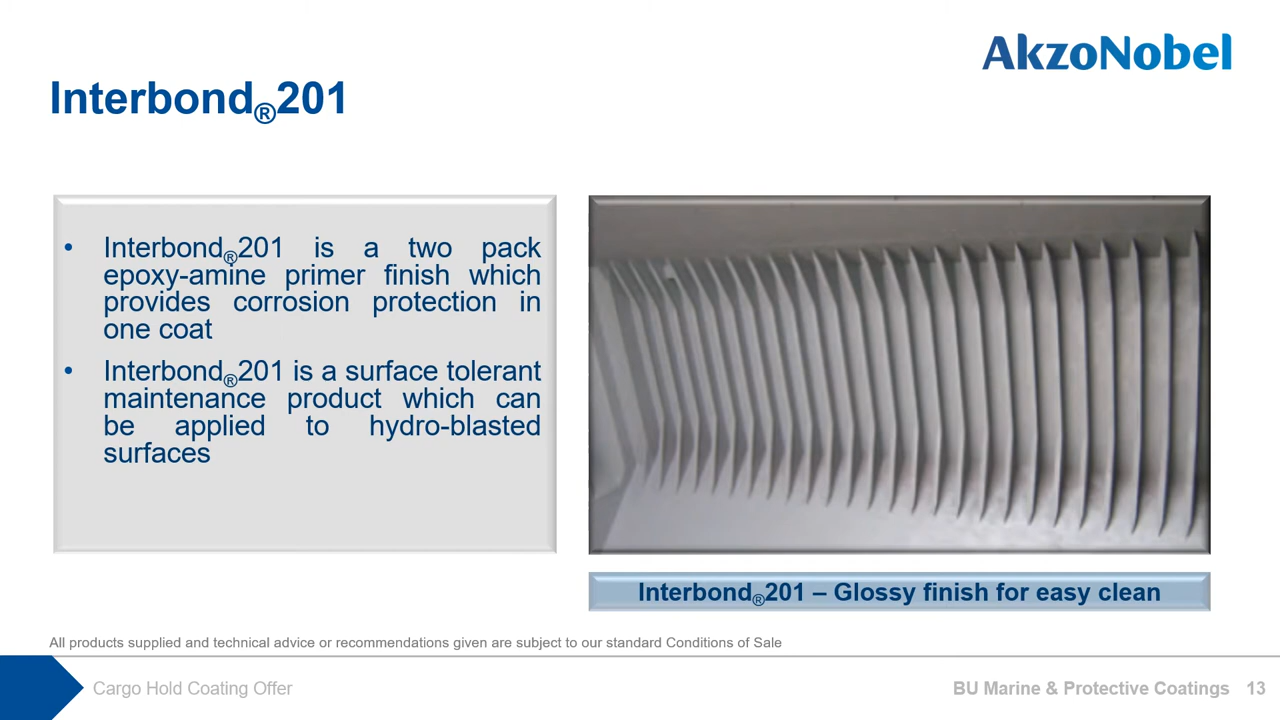 AkzoNobel
Interbond®201
• Interbond®201 is a two pack
epoxy-amine primer finish which
provides corrosion protection in
one coat
• Interbond®201 is a surface tolerant
maintenance product which can
be applied to hydro-blasted
surfaces
Interbond®201 – Glossy finish for easy clean
All products supplied and technical advice or recommendations given are subject to our standard Conditions of Sale
Cargo Hold Coating Offer
BU Marine & Protective Coatings 13